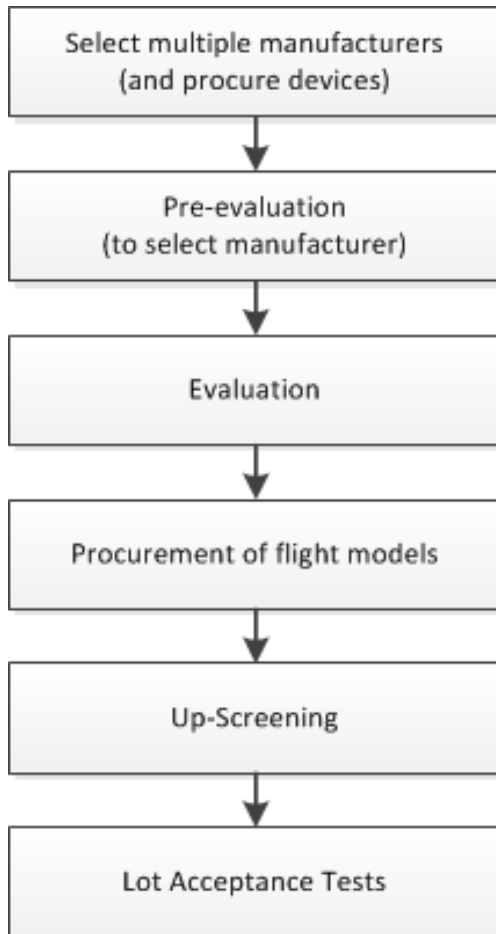 Select multiple manufacturers
(and procure devices)
Pre-evaluation
(to select manufacturer)
Evaluation
Procurement of flight models
Up-Screening
Lot Acceptance Tests